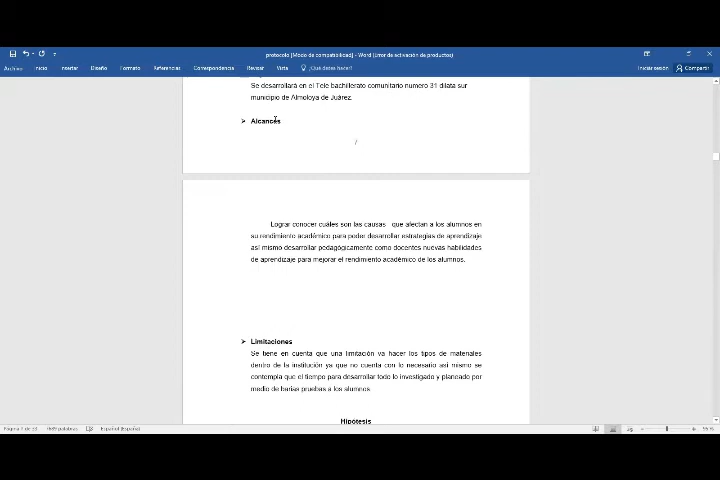 protocolo [Modo de compatibilidad] - Word (Error de activación de productos)
Archivo Inicio Insertar Diseño Formato Referencias Correspondencia Revisar Vista ¿Qué desea hacer? Iniciar sesión Compartir
Se desarrollará en el Tele bachillerato comunitario numero 31 dilata sur
municipio de Almoloya de Juárez.
➢ Alcances
7
Lograr conocer cuáles son las causas que afectan a los alumnos en
su rendimiento académico para poder desarrollar estrategias de aprendizaje
así mismo desarrollar pedagógicamente como docentes nuevas habilidades
de aprendizaje para mejorar el rendimiento académico de los alumnos.
➢ Limitaciones
Se tiene en cuenta que una limitación va hacer los tipos de materiales
dentro de la institución ya que no cuenta con lo necesario así mismo se
contempla que el tiempo para desarrollar todo lo investigado y planeado por
medio de barias pruebas a los alumnos.
Hipótesis
Página 7 de 33 palabras Español (España) 95 %